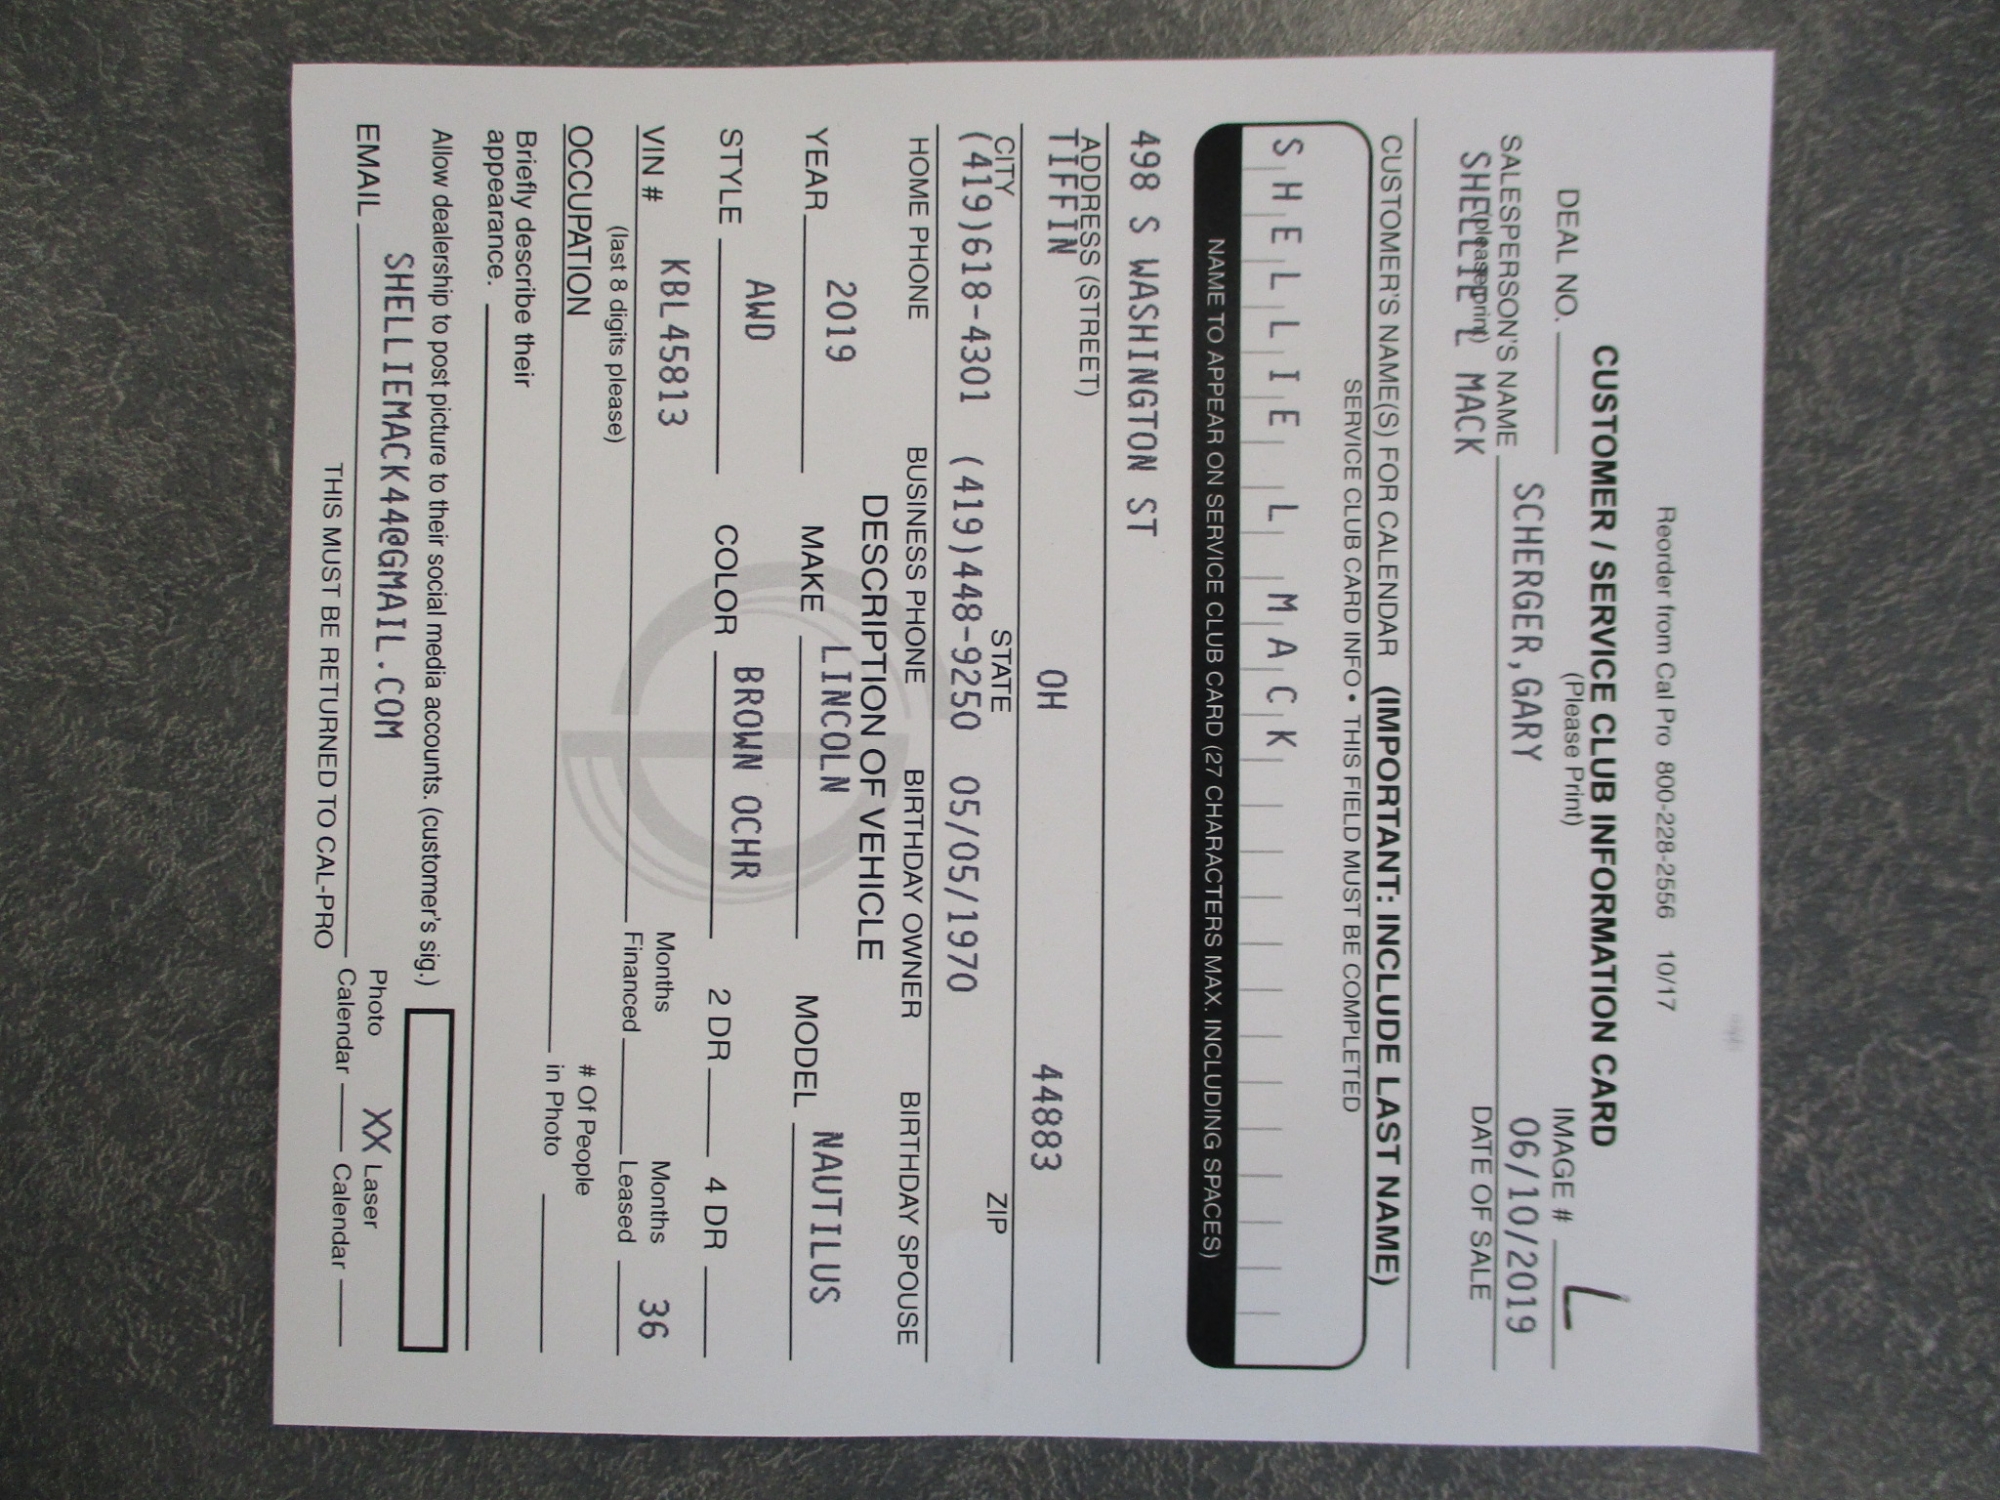 Reorder from Cal Pro 800-228-2556 10/17
CUSTOMER / SERVICE CLUB INFORMATION CARD
(Please Print)
DEAL NO. IMAGE # L
SCHERGER,GARY 06/10/2019
SALESPERSON'S NAME DATE OF SALE
(please print)
SHELLIE L MACK
CUSTOMER'S NAME(S) FOR CALENDAR (IMPORTANT: INCLUDE LAST NAME)
SERVICE CLUB CARD INFO • THIS FIELD MUST BE COMPLETED
SHELLIE L MACK
NAME TO APPEAR ON SERVICE CLUB CARD (27 CHARACTERS MAX. INCLUDING SPACES)
498 S WASHINGTON ST
ADDRESS (STREET)
TIFFIN OH 44883
CITY STATE ZIP
(419)618-4301 (419)448-9250 05/05/1970
HOME PHONE BUSINESS PHONE BIRTHDAY OWNER BIRTHDAY SPOUSE
DESCRIPTION OF VEHICLE
YEAR 2019 MAKE LINCOLN MODEL NAUTILUS
STYLE AWD COLOR BROWN OCHR 2 DR 4 DR
VIN # KBL45813 Months Financed Months Leased 36
(last 8 digits please)
OCCUPATION # Of People in Photo
Briefly describe their
appearance.
Allow dealership to post picture to their social media accounts. (customer's sig.)
EMAIL SHELLIEMACK44@GMAIL.COM Photo Calendar XX Laser Calendar
THIS MUST BE RETURNED TO CAL-PRO